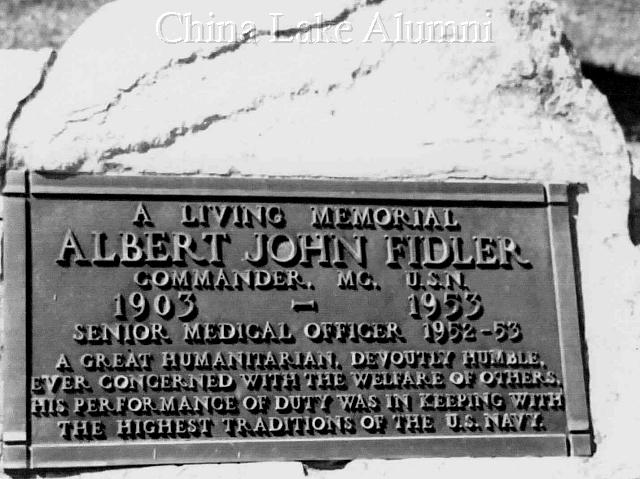 China Lake Alumni
A LIVING MEMORIAL
ALBERT JOHN FIDLER
COMMANDER, MC. U.S.N.
1903 – 1953
SENIOR MEDICAL OFFICER 1952-53
A GREAT HUMANITARIAN, DEVOUTLY HUMBLE,
EVER CONCERNED WITH THE WELFARE OF OTHERS.
HIS PERFORMANCE OF DUTY WAS IN KEEPING WITH
THE HIGHEST TRADITIONS OF THE U.S. NAVY.